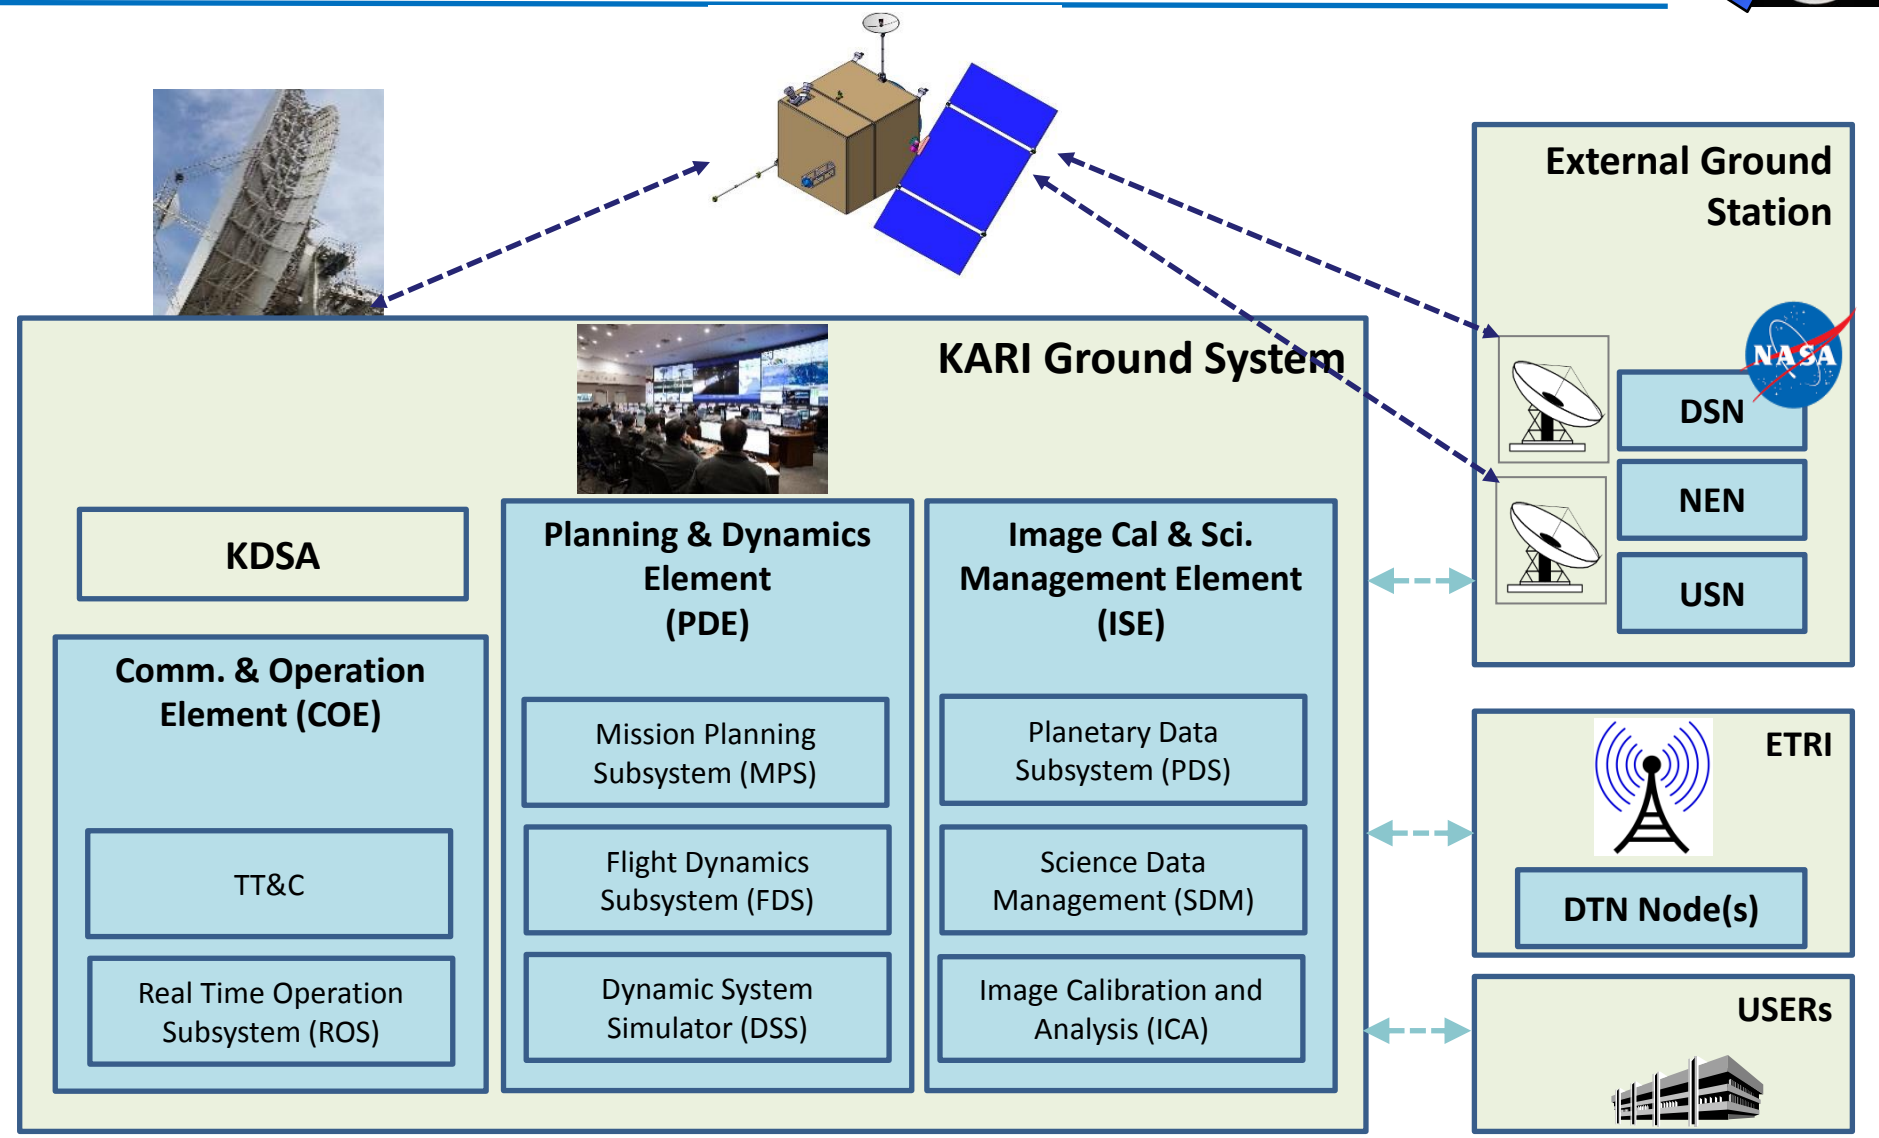 External Ground
Station
NASA
DSN
NEN
USN
KARI Ground System
KDSA
Comm. & Operation
Element (COE)
TT&C
Real Time Operation
Subsystem (ROS)
Planning & Dynamics
Element
(PDE)
Mission Planning
Subsystem (MPS)
Flight Dynamics
Subsystem (FDS)
Dynamic System
Simulator (DSS)
Image Cal & Sci.
Management Element
(ISE)
Planetary Data
Subsystem (PDS)
Science Data
Management (SDM)
Image Calibration and
Analysis (ICA)
ETRI
DTN Node(s)
USERs